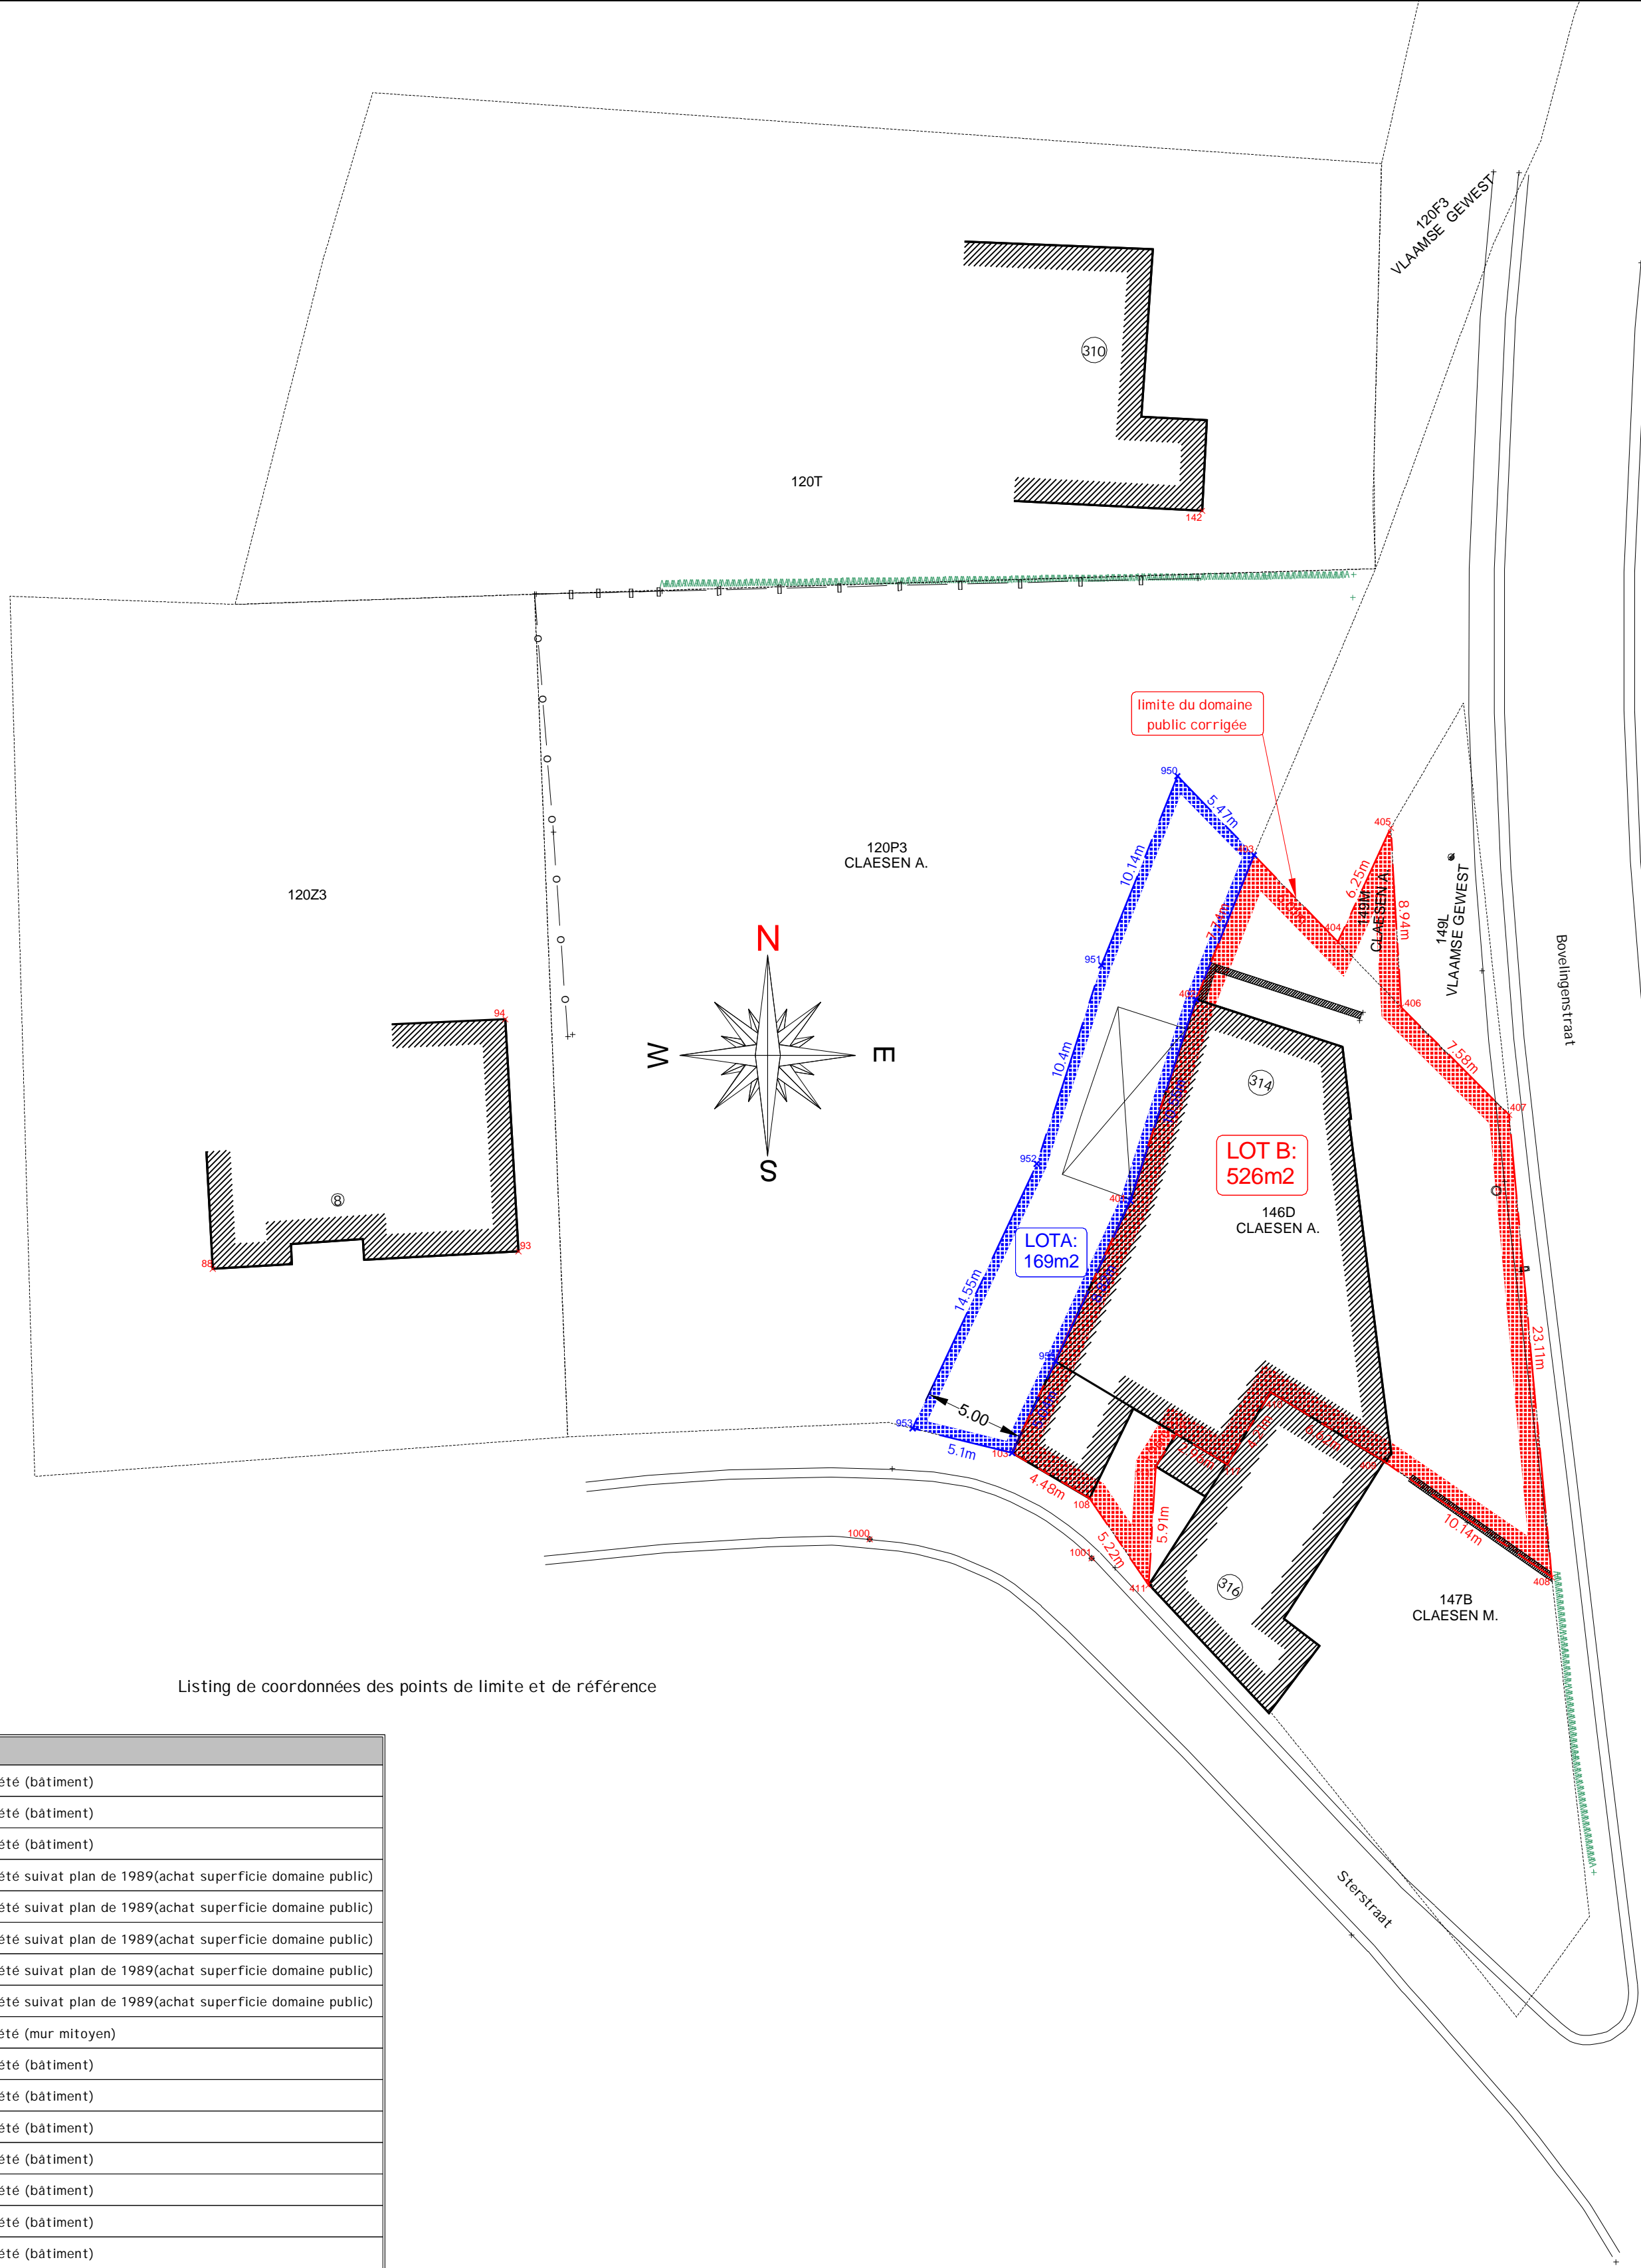 120F3
VLAAMSE GEWEST
310
120T
142
limite du domaine
public corrigée
950
5.47m
403
405
120P3
CLAESEN A.
10.14m
6.25m
149M
CLAESEN A.
8.94m
149L
VLAAMSE GEWEST
404
120Z3
N
W
E
S
951
406
Bovelingenstraat
94
10.4m
7.58m
314
407
952
LOT B:
526m2
146D
CLAESEN A.
8
93
88
LOTA:
169m2
14.55m
23.11m
953
5.00
5.1m
103
4.48m
108
5.22m
5.91m
411
409
10.14m
408
1000
1001
316
147B
CLAESEN M.
Sterstraat
Listing de coordonnées des points de limite et de référence
été (bâtiment)
été (bâtiment)
été (bâtiment)
été suivat plan de 1989(achat superficie domaine public)
été suivat plan de 1989(achat superficie domaine public)
été suivat plan de 1989(achat superficie domaine public)
été suivat plan de 1989(achat superficie domaine public)
été suivat plan de 1989(achat superficie domaine public)
été (mur mitoyen)
été (bâtiment)
été (bâtiment)
été (bâtiment)
été (bâtiment)
été (bâtiment)
été (bâtiment)
été (bâtiment)